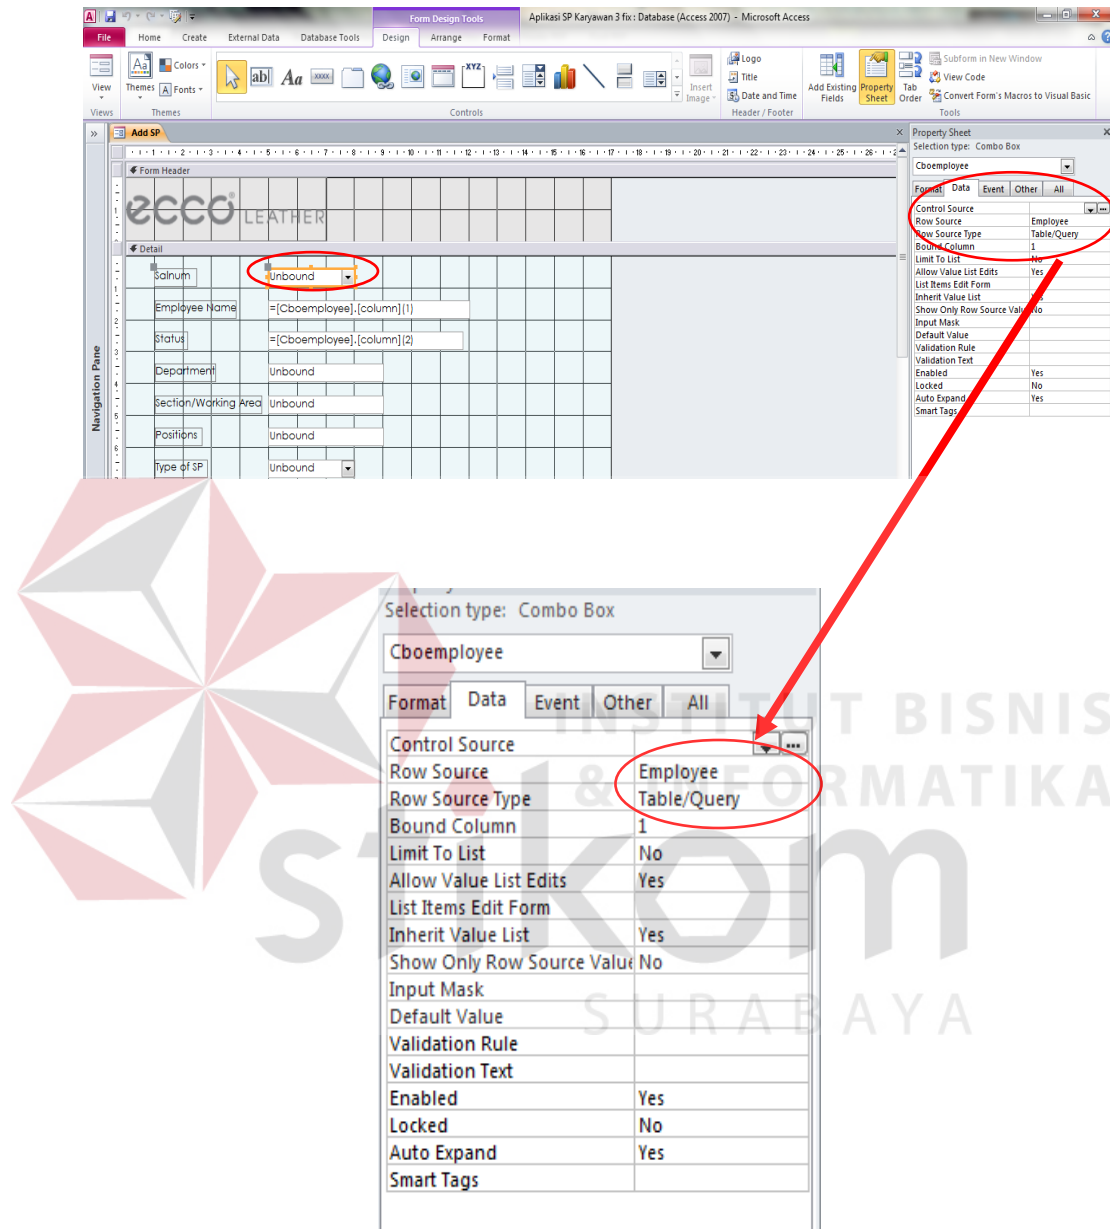 Form Design Tools
Aplikasi SP Karyawan 3 fix : Database (Access 2007) - Microsoft Access
File Home Create External Data Database Tools Design Arrange Format
View
Themes
Colors
Fonts
Insert Image
Logo
Title
Date and Time
Add Existing Fields
Property Sheet
Tab Order
Subform in New Window
View Code
Convert Form's Macros to Visual Basic
Views Themes Controls Header / Footer Tools
Add SP
Form Header
ecco LEATHER
Detail
Salnum Unbound
Employee Name =[Cboemployee].[column](1)
Status =[Cboemployee].[column](2)
Department Unbound
Section/Working Area Unbound
Positions Unbound
Type of SP Unbound
Navigation Pane
Property Sheet
Selection type: Combo Box
Cboemployee
Format Data Event Other All
Control Source
Row Source Employee
Row Source Type Table/Query
Bound Column 1
Limit To List No
Allow Value List Edits Yes
List Items Edit Form
Inherit Value List Yes
Show Only Row Source Valu No
Input Mask
Default Value
Validation Rule
Validation Text
Enabled Yes
Locked No
Auto Expand Yes
Smart Tags
Selection type: Combo Box
Cboemployee
Format Data Event Other All
Control Source
Row Source Employee
Row Source Type Table/Query
Bound Column 1
Limit To List No
Allow Value List Edits Yes
List Items Edit Form
Inherit Value List Yes
Show Only Row Source Value No
Input Mask
Default Value
Validation Rule
Validation Text
Enabled Yes
Locked No
Auto Expand Yes
Smart Tags
INSTITUT BISNIS
& INFORMATIKA
stikom
SURABAYA